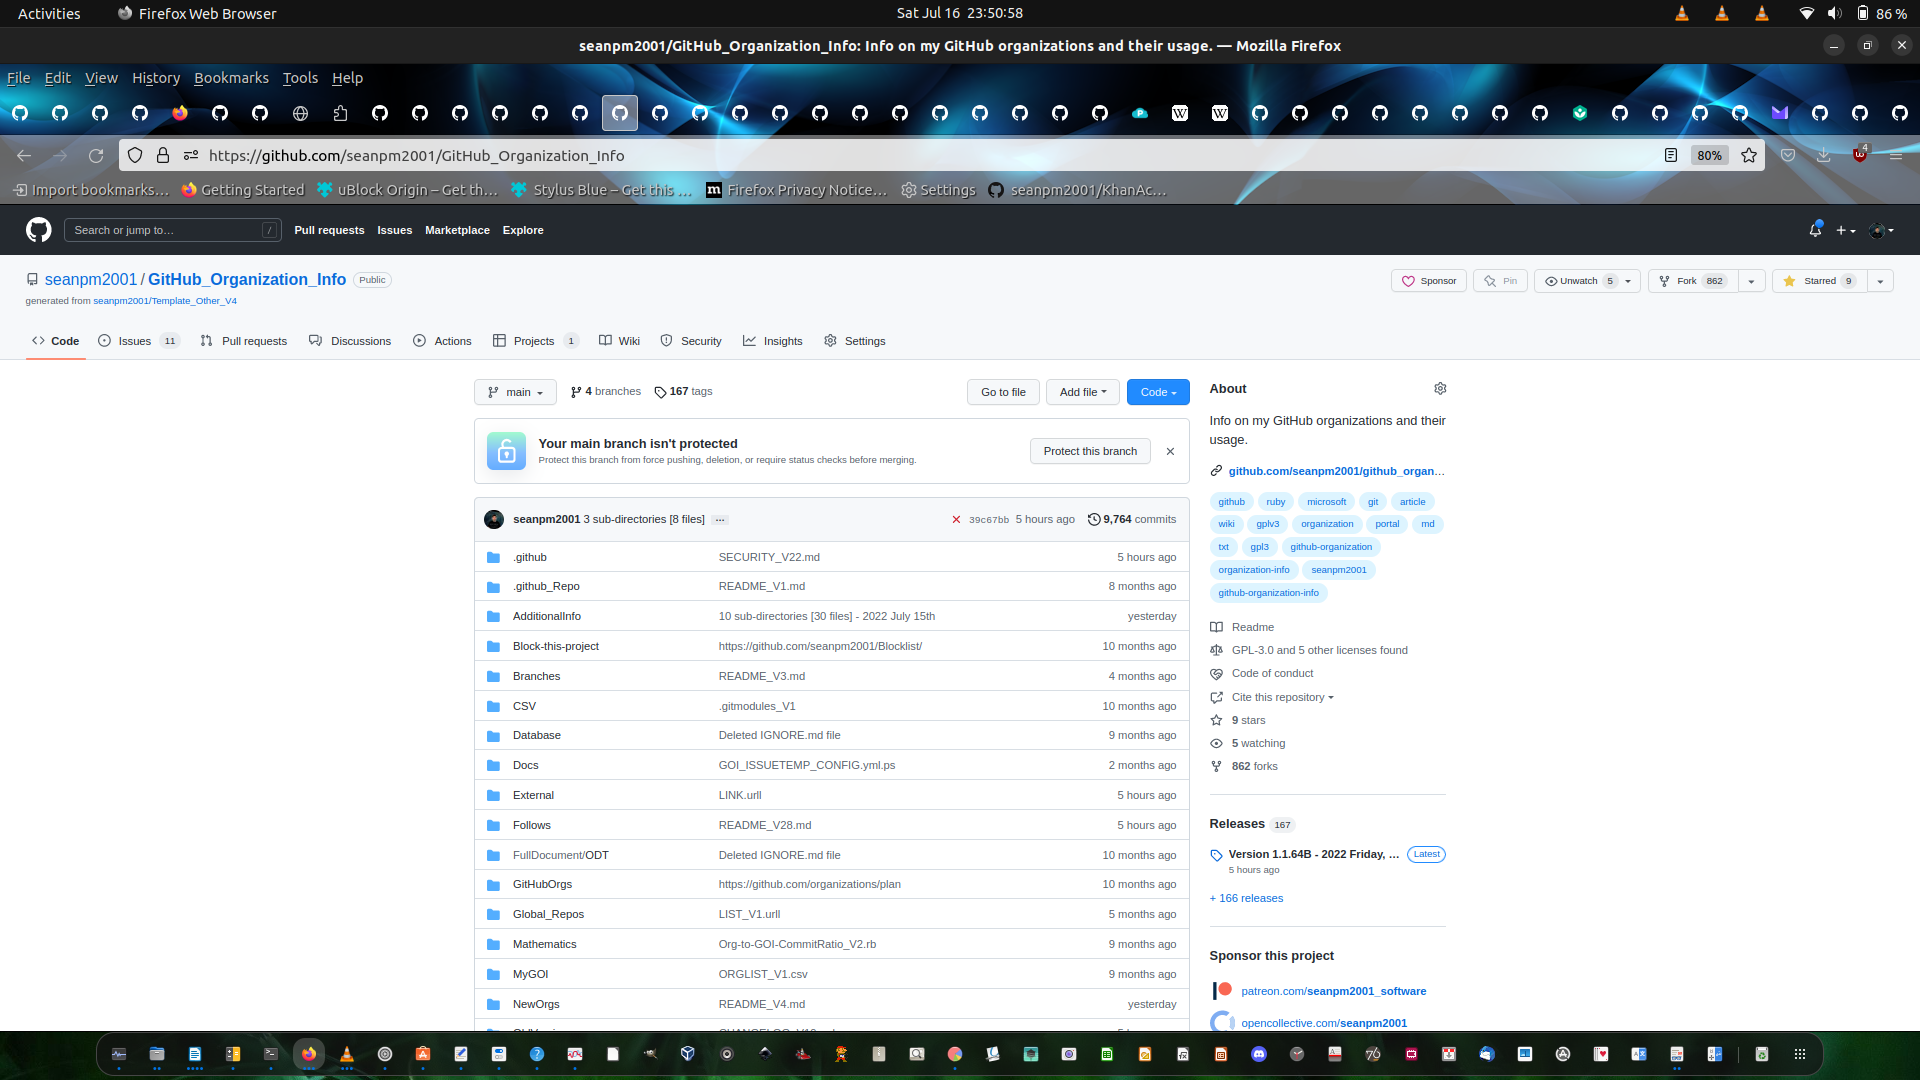 Activities Firefox Web Browser Sat Jul 16 23:50:58 86 %
seanpm2001/GitHub_Organization_Info: Info on my GitHub organizations and their usage. — Mozilla Firefox
File Edit View History Bookmarks Tools Help
https://github.com/seanpm2001/GitHub_Organization_Info 80% 4
Import bookmarks… Getting Started uBlock Origin – Get th… Stylus Blue – Get this … Firefox Privacy Notice… Settings seanpm2001/KhanAc…
Search or jump to… / Pull requests Issues Marketplace Explore
seanpm2001 / GitHub_Organization_Info Public
Sponsor Pin Unwatch 5 Fork 862 Starred 9
generated from seanpm2001/Template_Other_V4
Code Issues 11 Pull requests Discussions Actions Projects 1 Wiki Security Insights Settings
main 4 branches 167 tags Go to file Add file Code
Your main branch isn't protected
Protect this branch from force pushing, deletion, or require status checks before merging.
Protect this branch
seanpm2001 3 sub-directories [8 files] … 39c67bb 5 hours ago 9,764 commits
.github SECURITY_V22.md 5 hours ago
.github_Repo README_V1.md 8 months ago
AdditionalInfo 10 sub-directories [30 files] - 2022 July 15th yesterday
Block-this-project https://github.com/seanpm2001/Blocklist/ 10 months ago
Branches README_V3.md 4 months ago
CSV .gitmodules_V1 10 months ago
Database Deleted IGNORE.md file 9 months ago
Docs GOI_ISSUETEMP_CONFIG.yml.ps 2 months ago
External LINK.urll 5 hours ago
Follows README_V28.md 5 hours ago
FullDocument/ODT Deleted IGNORE.md file 10 months ago
GitHubOrgs https://github.com/organizations/plan 10 months ago
Global_Repos LIST_V1.urll 5 months ago
Mathematics Org-to-GOI-CommitRatio_V2.rb 9 months ago
MyGOI ORGLIST_V1.csv 9 months ago
NewOrgs README_V4.md yesterday
About
Info on my GitHub organizations and their
usage.
github.com/seanpm2001/github_organ…
github ruby microsoft git article
wiki gplv3 organization portal md
txt gpl3 github-organization
organization-info seanpm2001
github-organization-info
Readme
GPL-3.0 and 5 other licenses found
Code of conduct
Cite this repository
9 stars
5 watching
862 forks
Releases 167
Version 1.1.64B - 2022 Friday, … Latest
5 hours ago
+ 166 releases
Sponsor this project
patreon.com/seanpm2001_software
opencollective.com/seanpm2001